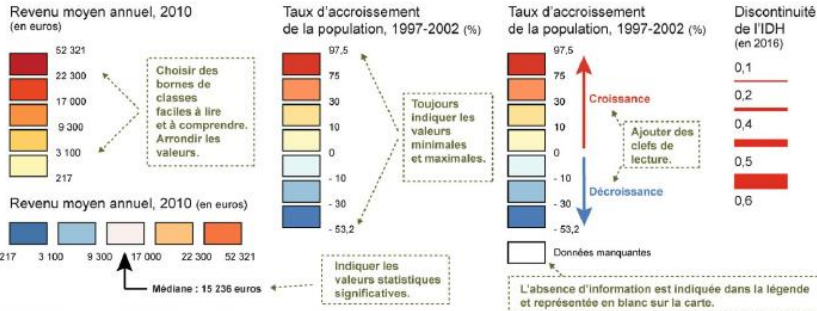 Revenu moyen annuel, 2010
(en euros)
52 321
22 300
17 000
9 300
3 100
217
Choisir des
bornes de
classes
faciles à lire
et à comprendre.
Arrondir les
valeurs.
Revenu moyen annuel, 2010 (en euros)
217
3 100
9 300
17 000
22 300
52 321
Médiane : 15 236 euros
Indiquer les
valeurs statistiques
significatives.
Taux d'accroissement
de la population, 1997-2002 (%)
97,5
75
30
10
0
- 10
- 30
- 53,2
Toujours
indiquer les
valeurs
minimales
et maximales.
Taux d'accroissement
de la population, 1997-2002 (%)
97,5
75
30
10
0
- 10
- 30
- 53,2
Croissance
Décroissance
Ajouter des
clefs de
lecture.
Données manquantes
L'absence d'information est indiquée dans la légende
et représentée en blanc sur la carte.
Discontinuité
de l'IDH
(en 2016)
0,1
0,2
0,4
0,5
0,6